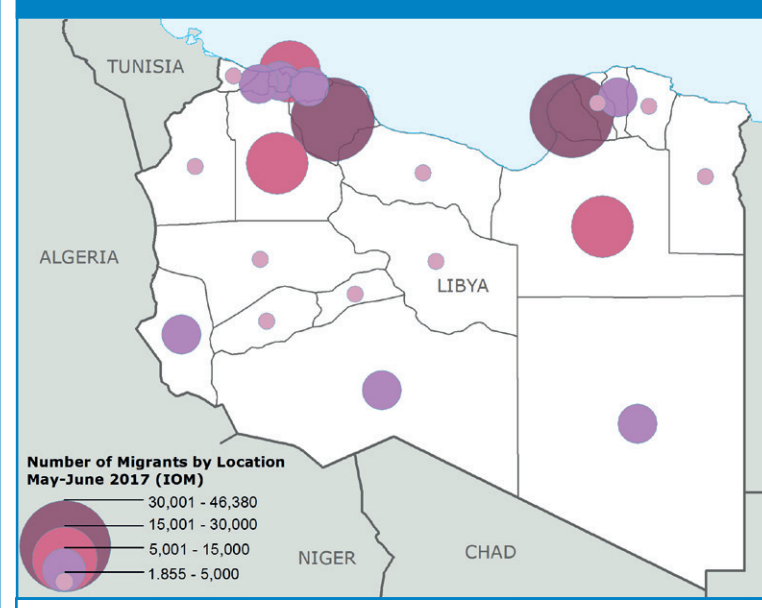 TUNISIA
ALGERIA
LIBYA
Number of Migrants by Location
May-June 2017 (IOM)
30,001 - 46,380
15,001 - 30,000
5,001 - 15,000
1.855 - 5,000
NIGER
CHAD